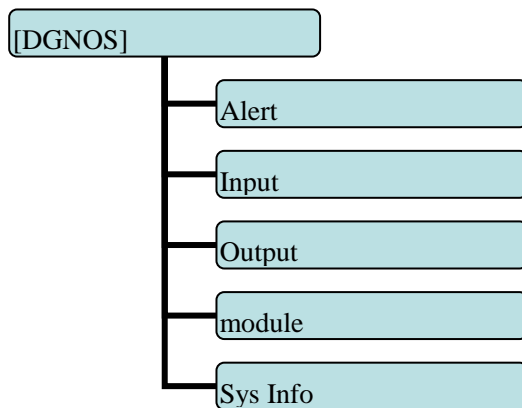 [DGNOS]
Alert
Input
Output
module
Sys Info